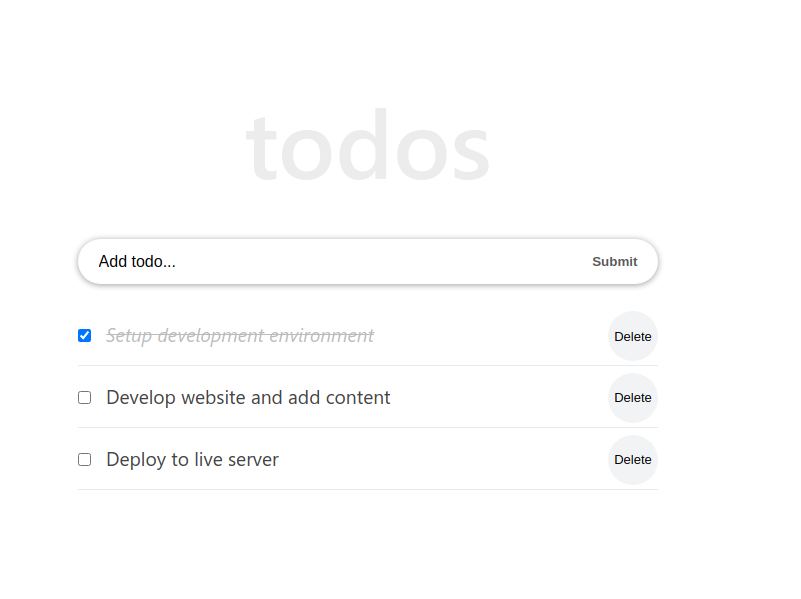 todos
Add todo... Submit
Setup development environment Delete
Develop website and add content Delete
Deploy to live server Delete